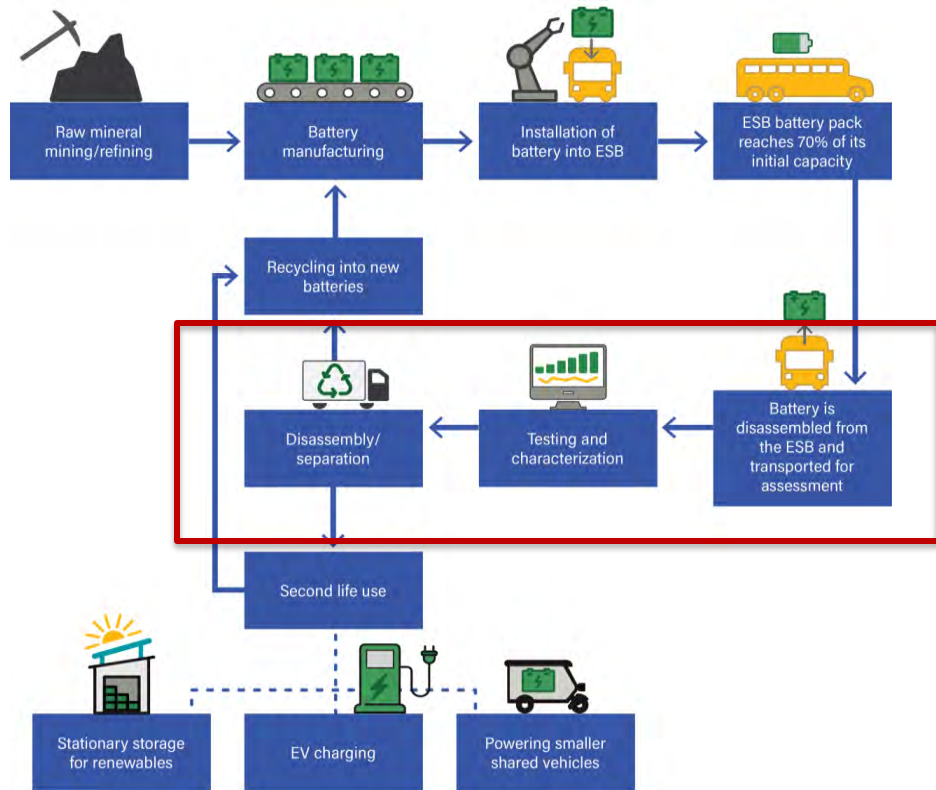 Raw mineral
mining/refining
Battery
manufacturing
Installation of
battery into ESB
ESB battery pack
reaches 70% of its
initial capacity
Recycling into new
batteries
Disassembly/
separation
Testing and
characterization
Battery is
disassembled from
the ESB and
transported for
assessment
Second life use
Stationary storage
for renewables
EV charging
Powering smaller
shared vehicles